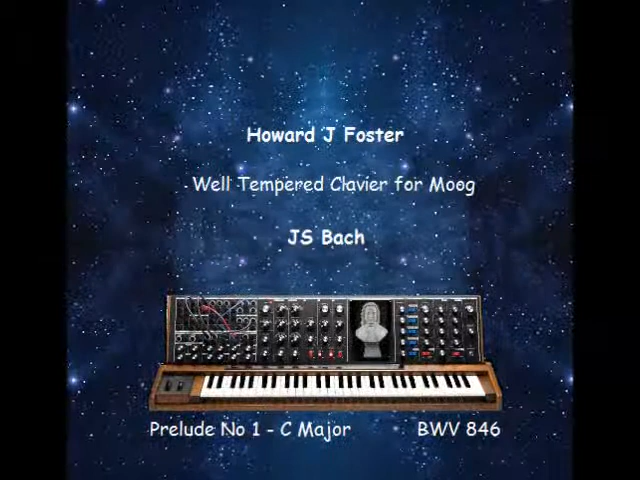 Howard J Foster
Well Tempered Clavier for Moog
JS Bach
Prelude No 1 - C Major BWV 846